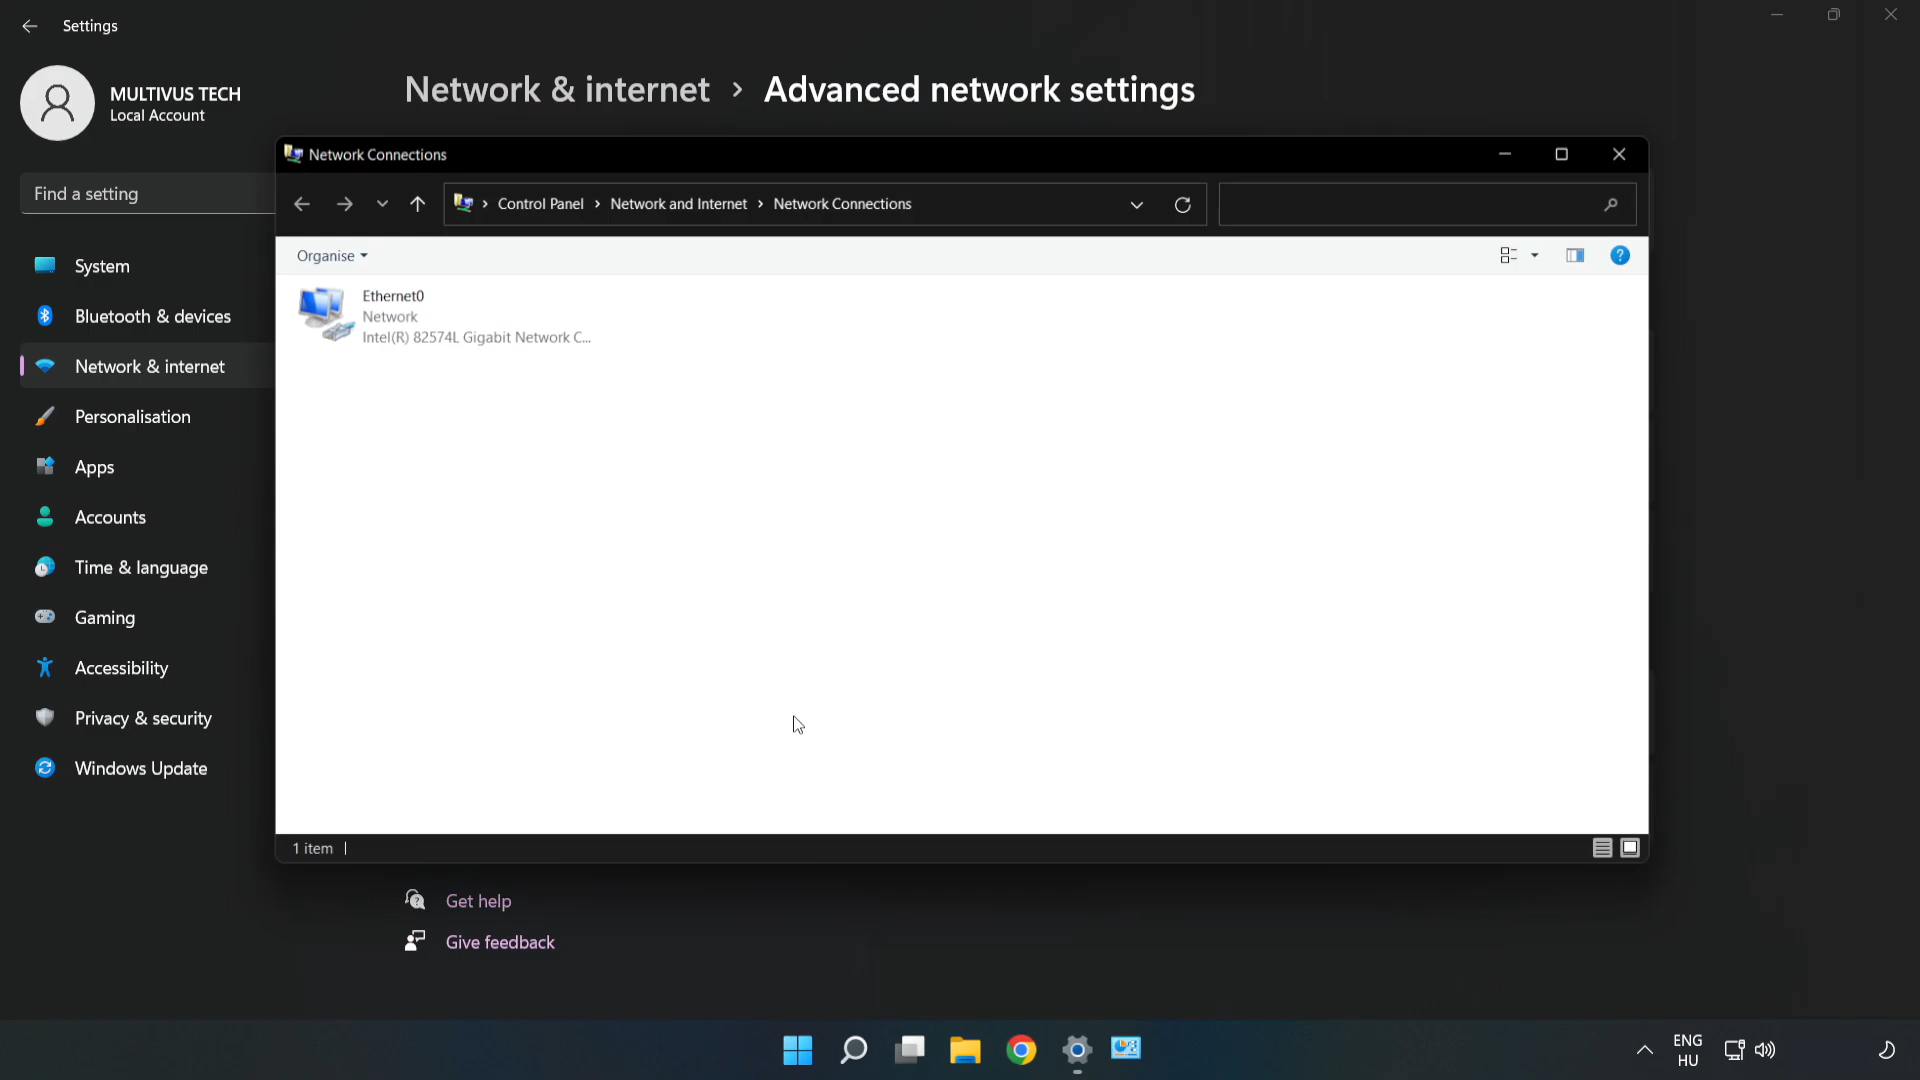 Settings
MULTIVUS TECH
Local Account
Network & internet > Advanced network settings
Find a setting
System
Bluetooth & devices
Network & internet
Personalisation
Apps
Accounts
Time & language
Gaming
Accessibility
Privacy & security
Windows Update
Network Connections
Control Panel > Network and Internet > Network Connections
Organise
Ethernet0
Network
Intel(R) 82574L Gigabit Network C...
1 item
Get help
Give feedback
ENG
HU